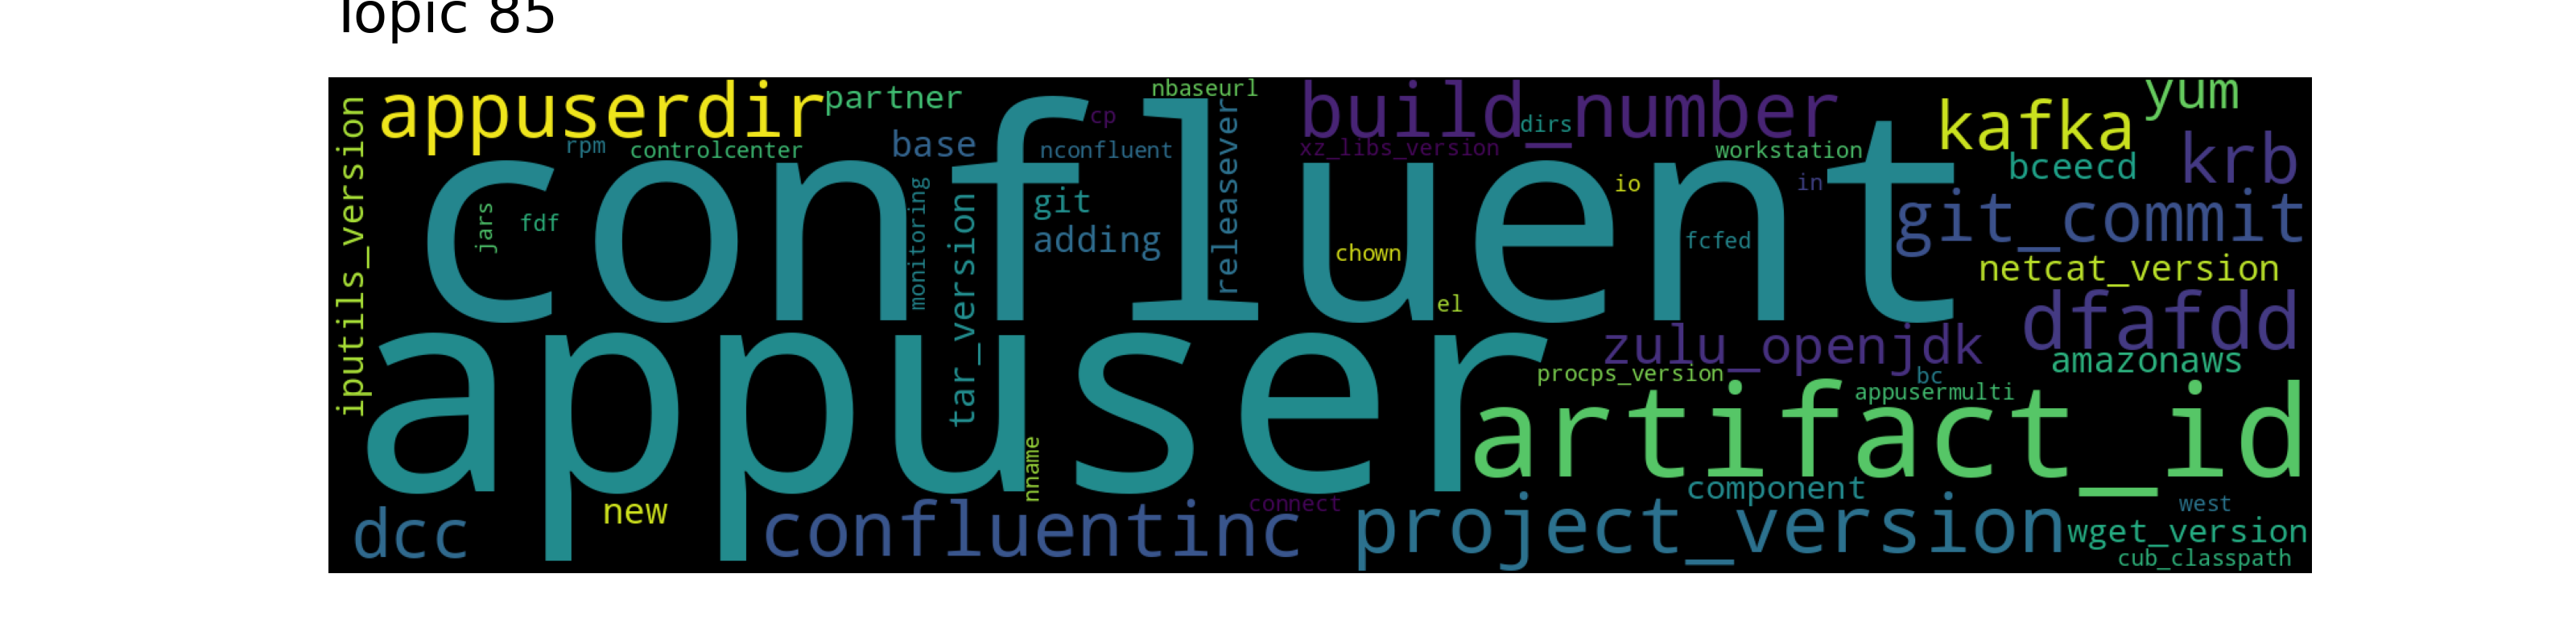 Topic 85
appuserdir
partner
nbaseurl
cp
build_number
dirs
kafka
yum
rpm
controlcenter
base
nconfluent
releasever
xz_libs_version
workstation
bceecd
krb
iputils_version
confluent
jars
fdf
monitoring
tar_version
git
adding
io
in
chown
fcfed
el
git_commit
netcat_version
dfafdd
zulu_openjdk
amazonaws
procps_version
bc
appusermulti
appuser
artifact_id
nname
new
dcc
confluentinc
connect
component
project_version
west
wget_version
cub_classpath